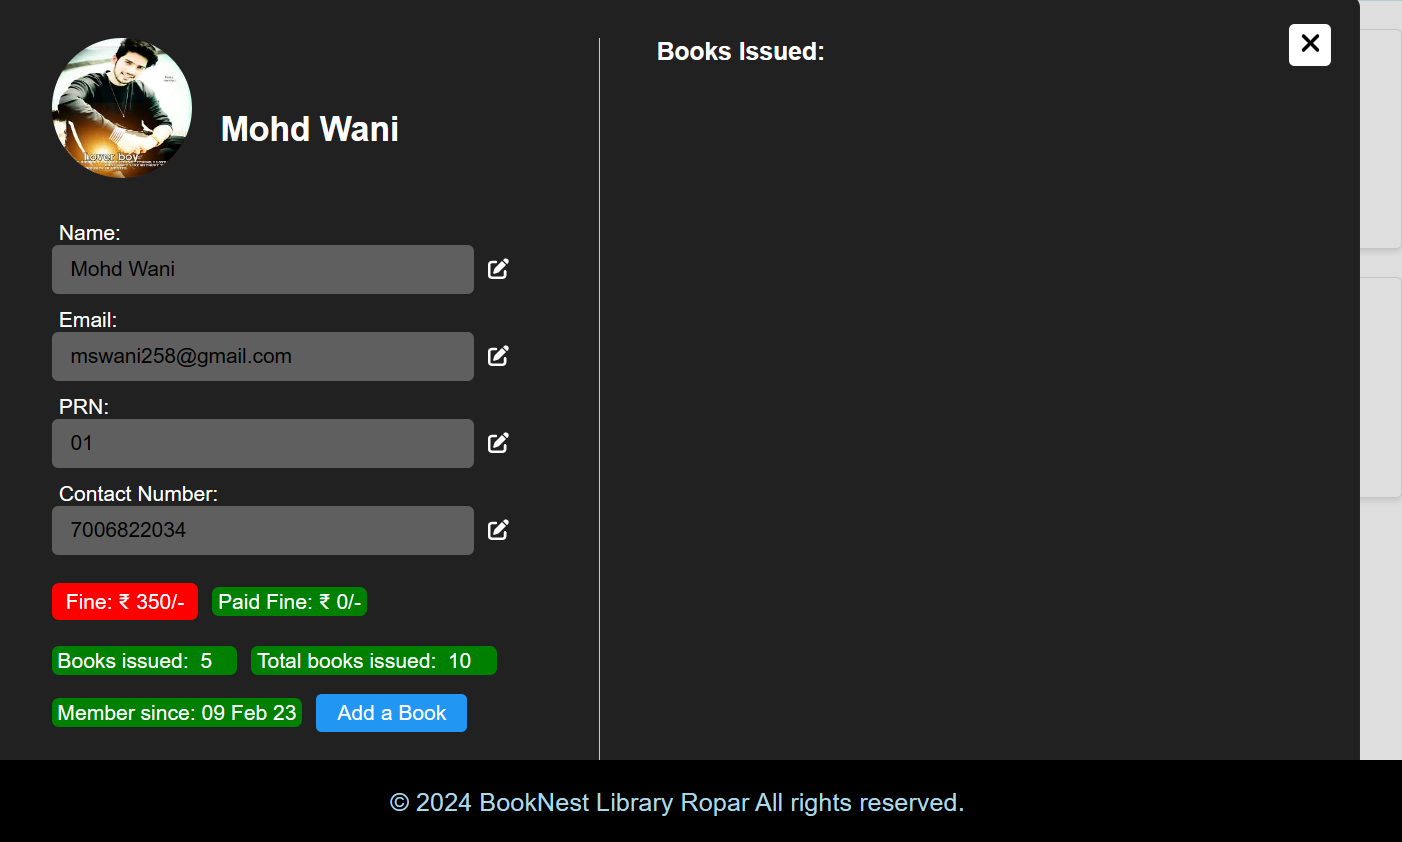 Books Issued:
Lover boy
Mohd Wani
Name:
Mohd Wani
Email:
mswani258@gmail.com
PRN:
01
Contact Number:
7006822034
Fine: ₹ 350/-
Paid Fine: ₹ 0/-
Books issued: 5
Total books issued: 10
Member since: 09 Feb 23
Add a Book
© 2024 BookNest Library Ropar All rights reserved.